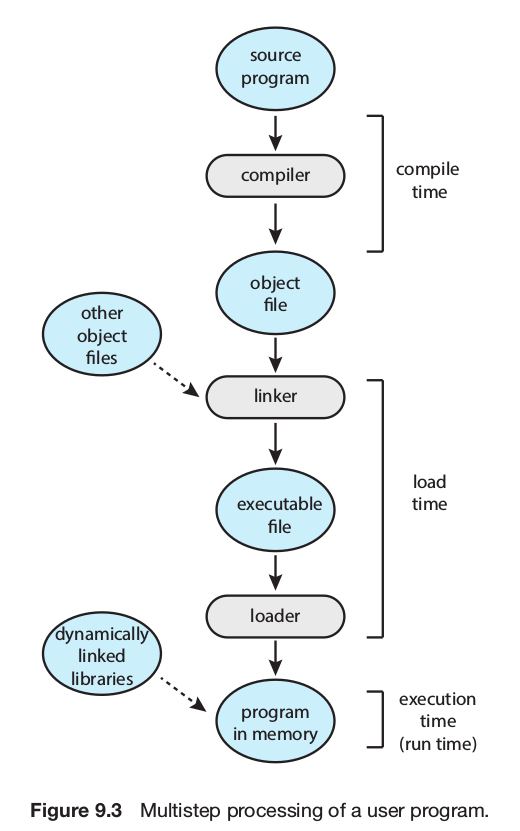 source
program
compiler
compile
time
object
file
other
object
files
linker
load
time
executable
file
loader
dynamically
linked
libraries
program
in memory
execution
time
(run time)
Figure 9.3 Multistep processing of a user program.